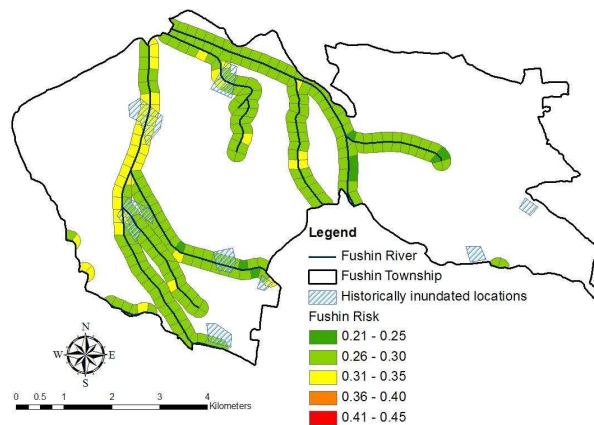 Legend
Fushin River
Fushin Township
Historically inundated locations
Fushin Risk
0.21 - 0.25
0.26 - 0.30
0.31 - 0.35
0.36 - 0.40
0.41 - 0.45
N
W E
S
0 0.5 1 2 3 4
Kilometers